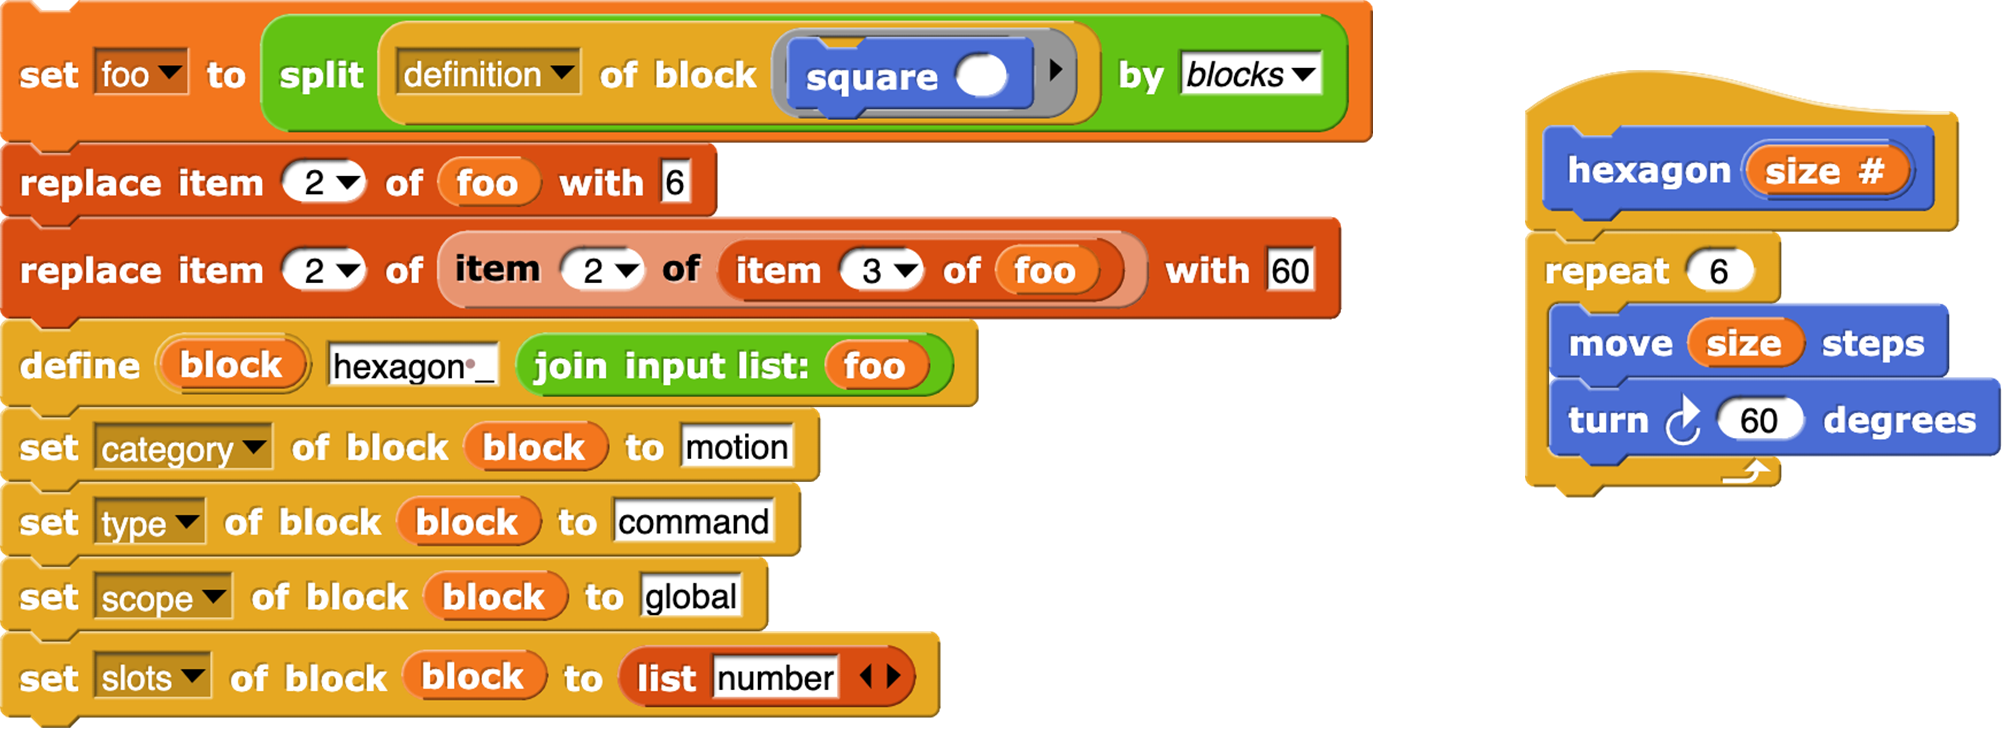 set foo to split definition of block square by blocks
replace item 2 of foo with 6
replace item 2 of item 2 of item 3 of foo with 60
define block hexagon _ join input list: foo
set category of block block to motion
set type of block block to command
set scope of block block to global
set slots of block block to list number
hexagon size #
repeat 6
move size steps
turn 60 degrees